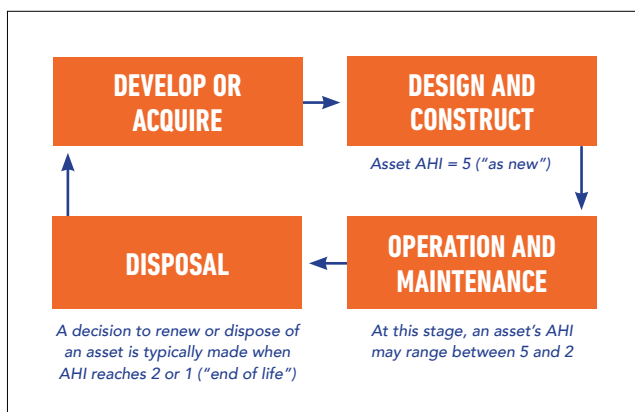 DEVELOP OR
ACQUIRE
DESIGN AND
CONSTRUCT
Asset AHI = 5 (“as new”)
DISPOSAL
A decision to renew or dispose of
an asset is typically made when
AHI reaches 2 or 1 (“end of life”)
OPERATION AND
MAINTENANCE
At this stage, an asset’s AHI
may range between 5 and 2